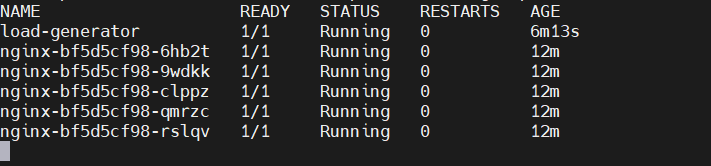 NAME READY STATUS RESTARTS AGE
load-generator 1/1 Running 0 6m13s
nginx-bf5d5cf98-6hb2t 1/1 Running 0 12m
nginx-bf5d5cf98-9wdkk 1/1 Running 0 12m
nginx-bf5d5cf98-clppz 1/1 Running 0 12m
nginx-bf5d5cf98-qmrzc 1/1 Running 0 12m
nginx-bf5d5cf98-rslqv 1/1 Running 0 12m